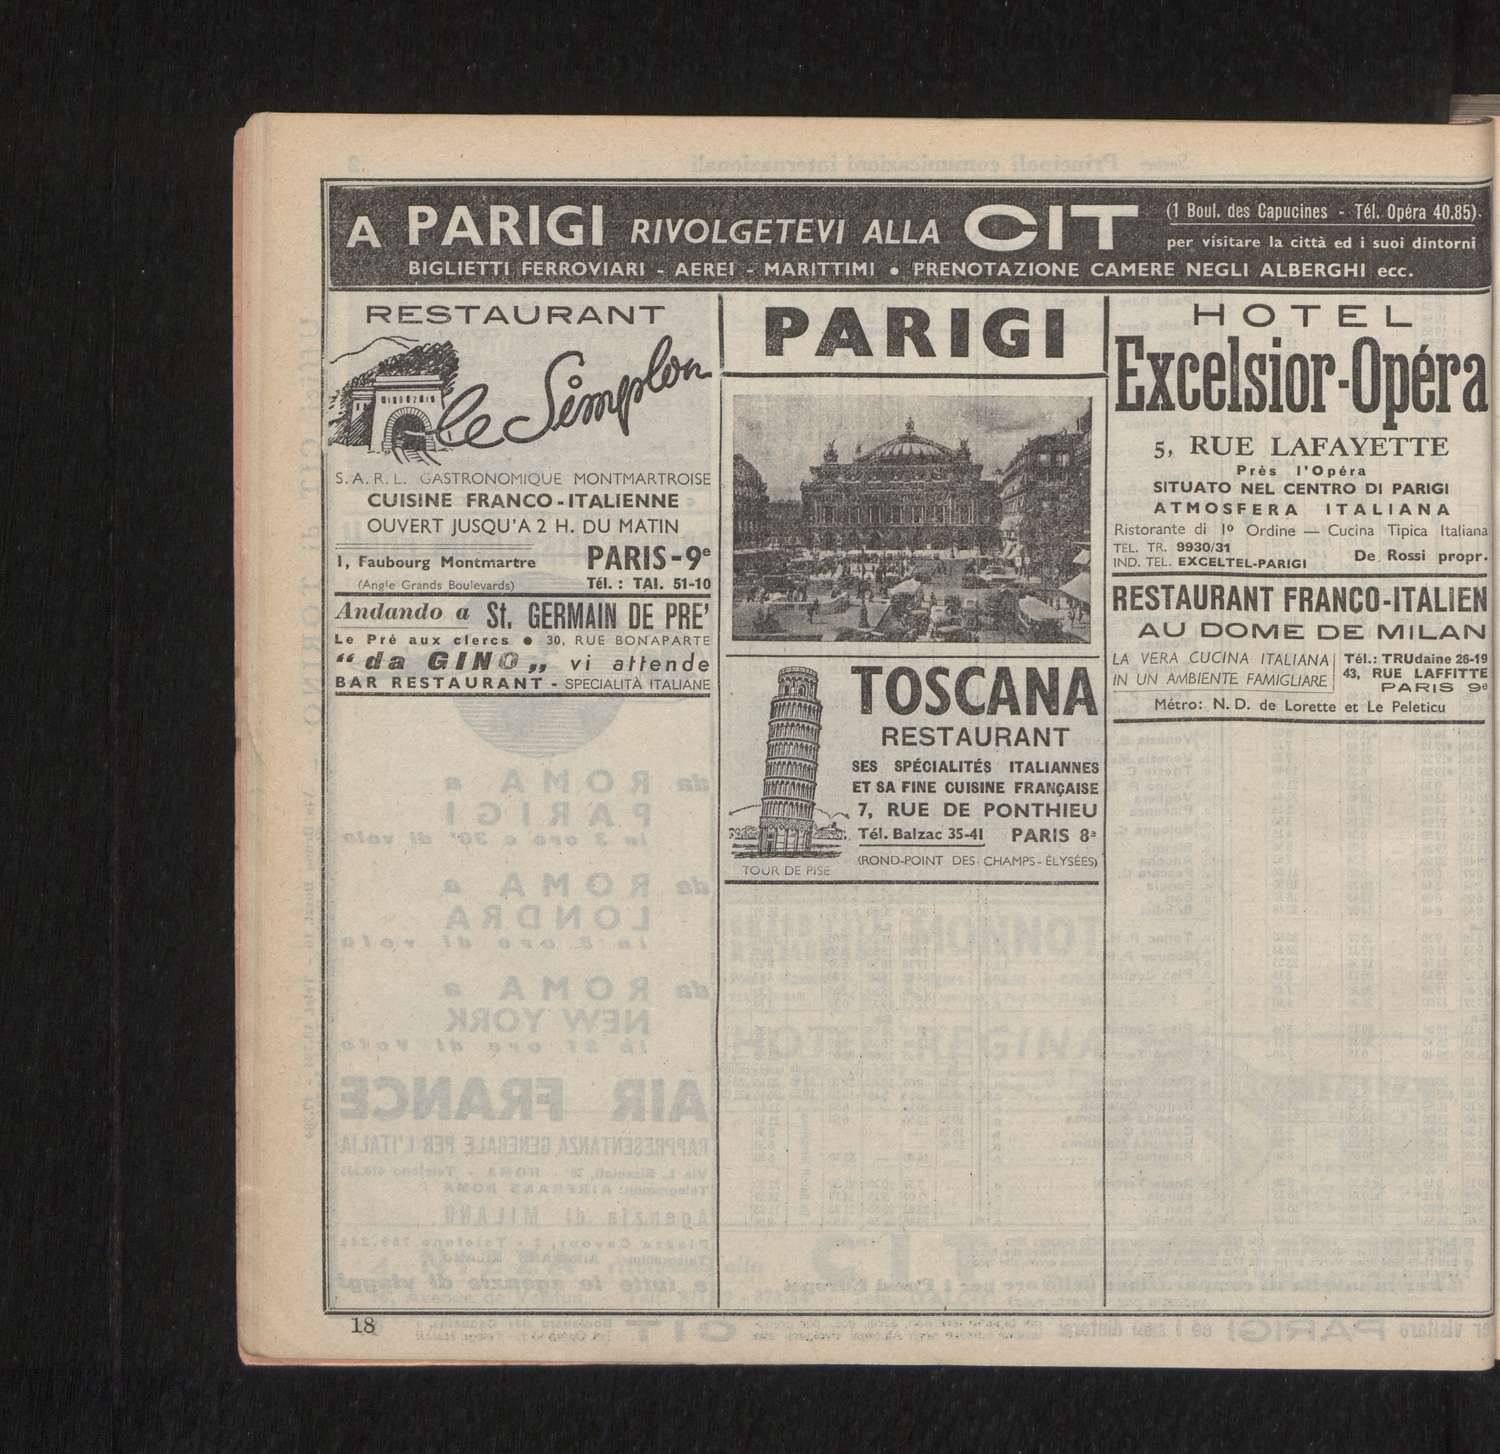 A PARIGI RIVOLGETEVI ALLA CIT (1 Boul. des Capucines - Tél. Opéra 40.85)
per visitare la città ed i suoi dintorni
BIGLIETTI FERROVIARI - AEREI - MARITTIMI • PRENOTAZIONE CAMERE NEGLI ALBERGHI ecc.
RESTAURANT
le Simplon
S.A.R.L. GASTRONOMIQUE MONTMARTROISE
CUISINE FRANCO-ITALIENNE
OUVERT JUSQU'A 2 H. DU MATIN
1, Faubourg Montmartre
(Angle Grands Boulevards)
PARIS-9e
Tél. : TAI. 51-10
Andando a St. GERMAIN DE PRE'
Le Pré aux clercs • 30, RUE BONAPARTE
“da GINO„ vi attende
BAR RESTAURANT - SPECIALITÀ ITALIANE
PARIGI
TOSCANA
RESTAURANT
SES SPÉCIALITÉS ITALIANNES
ET SA FINE CUISINE FRANÇAISE
7, RUE DE PONTHIEU
Tél. Balzac 35-41 PARIS 8a
(ROND-POINT DES CHAMPS-ÉLYSÉES)
TOUR DE PISE
HOTEL
Excelsior-Opéra
5, RUE LAFAYETTE
Près l'Opéra
SITUATO NEL CENTRO DI PARIGI
ATMOSFERA ITALIANA
Ristorante di 1º Ordine — Cucina Tipica Italiana
TEL. TR. 9930/31
IND. TEL. EXCELTEL-PARIGI
De Rossi propr.
RESTAURANT FRANCO-ITALIEN
AU DOME DE MILAN
LA VERA CUCINA ITALIANA
IN UN AMBIENTE FAMIGLIARE
Tél.: TRUdaine 26-19
43, RUE LAFFITTE
PARIS 9e
Métro: N. D. de Lorette et Le Peleticu
18